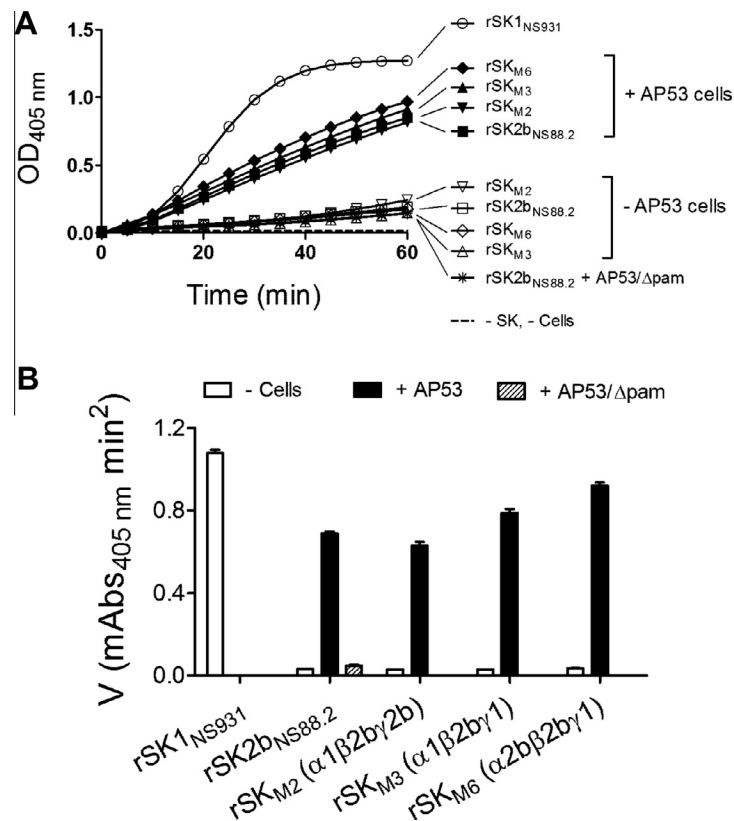 A
OD405 nm
1.5
1.0
0.5
0.0
0
20
40
60
Time (min)
rSK1NS931
rSKM6
rSKM3
rSKM2
rSK2bNS88.2
+ AP53 cells
rSKM2
rSK2bNS88.2
rSKM6
rSKM3
- AP53 cells
rSK2bNS88.2 + AP53/Δpam
- SK, - Cells
B
- Cells
+ AP53
+ AP53/Δpam
V (mAbs405 nm min²)
1.2
0.8
0.4
0.0
rSK1NS931
rSK2bNS88.2
rSKM2 (α1β2bγ2b)
rSKM3 (α1β2bγ1)
rSKM6 (α2bβ2bγ1)